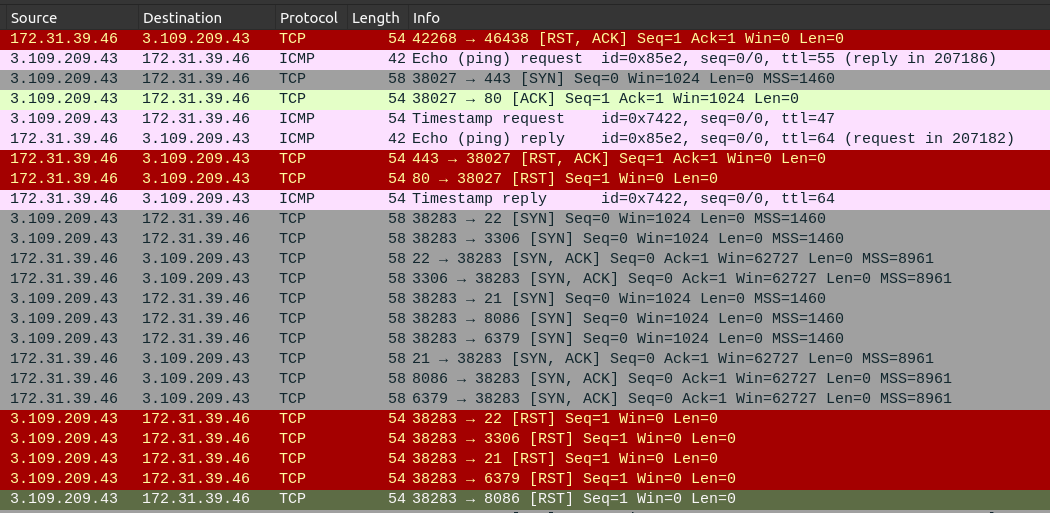 Source Destination Protocol Length Info
172.31.39.46 3.109.209.43 TCP 54 42268 → 46438 [RST, ACK] Seq=1 Ack=1 Win=0 Len=0
3.109.209.43 172.31.39.46 ICMP 42 Echo (ping) request id=0x85e2, seq=0/0, ttl=55 (reply in 207186)
3.109.209.43 172.31.39.46 TCP 58 38027 → 443 [SYN] Seq=0 Win=1024 Len=0 MSS=1460
3.109.209.43 172.31.39.46 TCP 54 38027 → 80 [ACK] Seq=1 Ack=1 Win=1024 Len=0
3.109.209.43 172.31.39.46 ICMP 54 Timestamp request id=0x7422, seq=0/0, ttl=47
172.31.39.46 3.109.209.43 ICMP 42 Echo (ping) reply id=0x85e2, seq=0/0, ttl=64 (request in 207182)
172.31.39.46 3.109.209.43 TCP 54 443 → 38027 [RST, ACK] Seq=1 Ack=1 Win=0 Len=0
172.31.39.46 3.109.209.43 TCP 54 80 → 38027 [RST] Seq=1 Win=0 Len=0
172.31.39.46 3.109.209.43 ICMP 54 Timestamp reply id=0x7422, seq=0/0, ttl=64
3.109.209.43 172.31.39.46 TCP 58 38283 → 22 [SYN] Seq=0 Win=1024 Len=0 MSS=1460
3.109.209.43 172.31.39.46 TCP 58 38283 → 3306 [SYN] Seq=0 Win=1024 Len=0 MSS=1460
172.31.39.46 3.109.209.43 TCP 58 22 → 38283 [SYN, ACK] Seq=0 Ack=1 Win=62727 Len=0 MSS=8961
172.31.39.46 3.109.209.43 TCP 58 3306 → 38283 [SYN, ACK] Seq=0 Ack=1 Win=62727 Len=0 MSS=8961
3.109.209.43 172.31.39.46 TCP 58 38283 → 21 [SYN] Seq=0 Win=1024 Len=0 MSS=1460
3.109.209.43 172.31.39.46 TCP 58 38283 → 8086 [SYN] Seq=0 Win=1024 Len=0 MSS=1460
3.109.209.43 172.31.39.46 TCP 58 38283 → 6379 [SYN] Seq=0 Win=1024 Len=0 MSS=1460
172.31.39.46 3.109.209.43 TCP 58 21 → 38283 [SYN, ACK] Seq=0 Ack=1 Win=62727 Len=0 MSS=8961
172.31.39.46 3.109.209.43 TCP 58 8086 → 38283 [SYN, ACK] Seq=0 Ack=1 Win=62727 Len=0 MSS=8961
172.31.39.46 3.109.209.43 TCP 58 6379 → 38283 [SYN, ACK] Seq=0 Ack=1 Win=62727 Len=0 MSS=8961
3.109.209.43 172.31.39.46 TCP 54 38283 → 22 [RST] Seq=1 Win=0 Len=0
3.109.209.43 172.31.39.46 TCP 54 38283 → 3306 [RST] Seq=1 Win=0 Len=0
3.109.209.43 172.31.39.46 TCP 54 38283 → 21 [RST] Seq=1 Win=0 Len=0
3.109.209.43 172.31.39.46 TCP 54 38283 → 6379 [RST] Seq=1 Win=0 Len=0
3.109.209.43 172.31.39.46 TCP 54 38283 → 8086 [RST] Seq=1 Win=0 Len=0